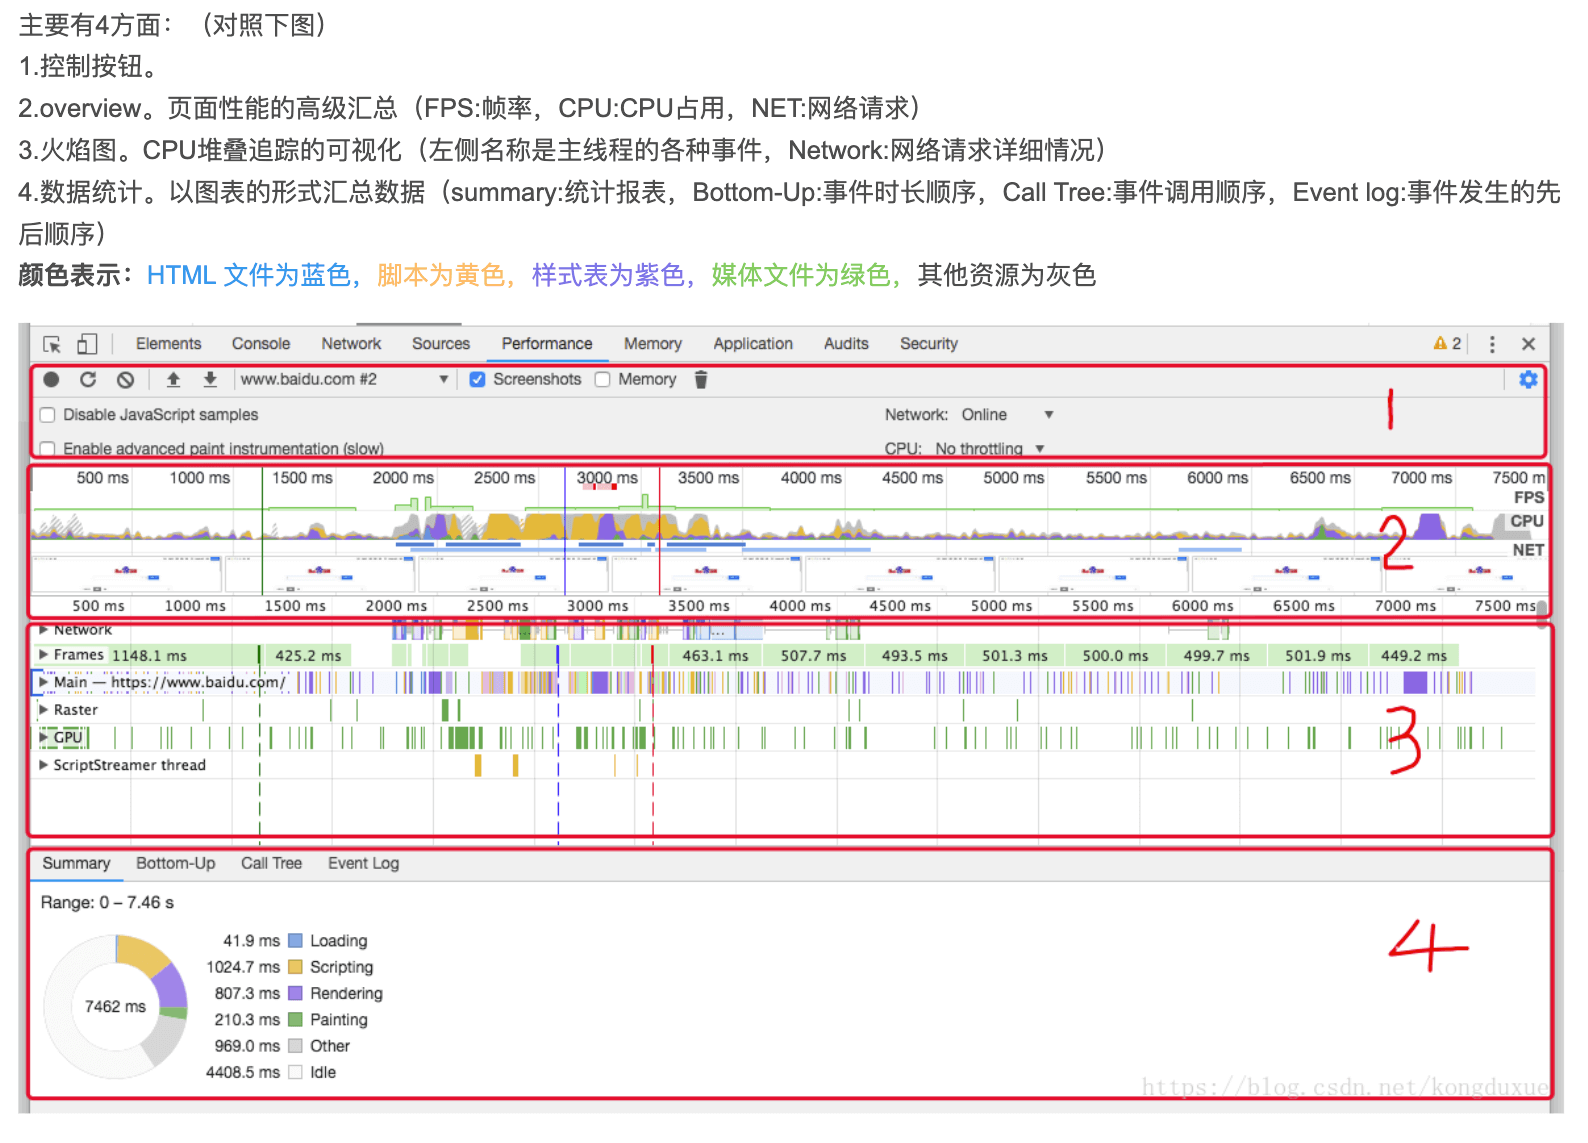 主要有4方面：（对照下图）
1.控制按钮。
2.overview。页面性能的高级汇总（FPS:帧率，CPU:CPU占用，NET:网络请求）
3.火焰图。CPU堆叠追踪的可视化（左侧名称是主线程的各种事件，Network:网络请求详细情况）
4.数据统计。以图表的形式汇总数据（summary:统计报表，Bottom-Up:事件时长顺序，Call Tree:事件调用顺序，Event log:事件发生的先
后顺序）
颜色表示：HTML 文件为蓝色，脚本为黄色，样式表为紫色，媒体文件为绿色，其他资源为灰色
Elements Console Network Sources Performance Memory Application Audits Security 2
www.baidu.com #2 Screenshots Memory
1
Disable JavaScript samples Network: Online
Enable advanced paint instrumentation (slow) CPU: No throttling
500 ms 1000 ms 1500 ms 2000 ms 2500 ms 3000 ms 3500 ms 4000 ms 4500 ms 5000 ms 5500 ms 6000 ms 6500 ms 7000 ms 7500 m
FPS
CPU
2
NET
500 ms 1000 ms 1500 ms 2000 ms 2500 ms 3000 ms 3500 ms 4000 ms 4500 ms 5000 ms 5500 ms 6000 ms 6500 ms 7000 ms 7500 ms
Network ... ...
Frames 1148.1 ms 425.2 ms 463.1 ms 507.7 ms 493.5 ms 501.3 ms 500.0 ms 499.7 ms 501.9 ms 449.2 ms
Main — https://www.baidu.com/
Raster
3
GPU
ScriptStreamer thread
Summary Bottom-Up Call Tree Event Log
Range: 0 – 7.46 s
41.9 ms Loading
4
1024.7 ms Scripting
807.3 ms Rendering
7462 ms
210.3 ms Painting
969.0 ms Other
4408.5 ms Idle
https://blog.csdn.net/kongduxue